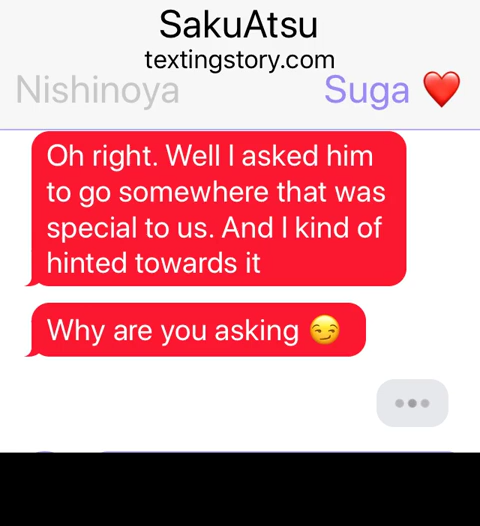 SakuAtsu
textingstory.com
Nishinoya
Suga ❤️
Oh right. Well I asked him
to go somewhere that was
special to us. And I kind of
hinted towards it
Why are you asking 😏